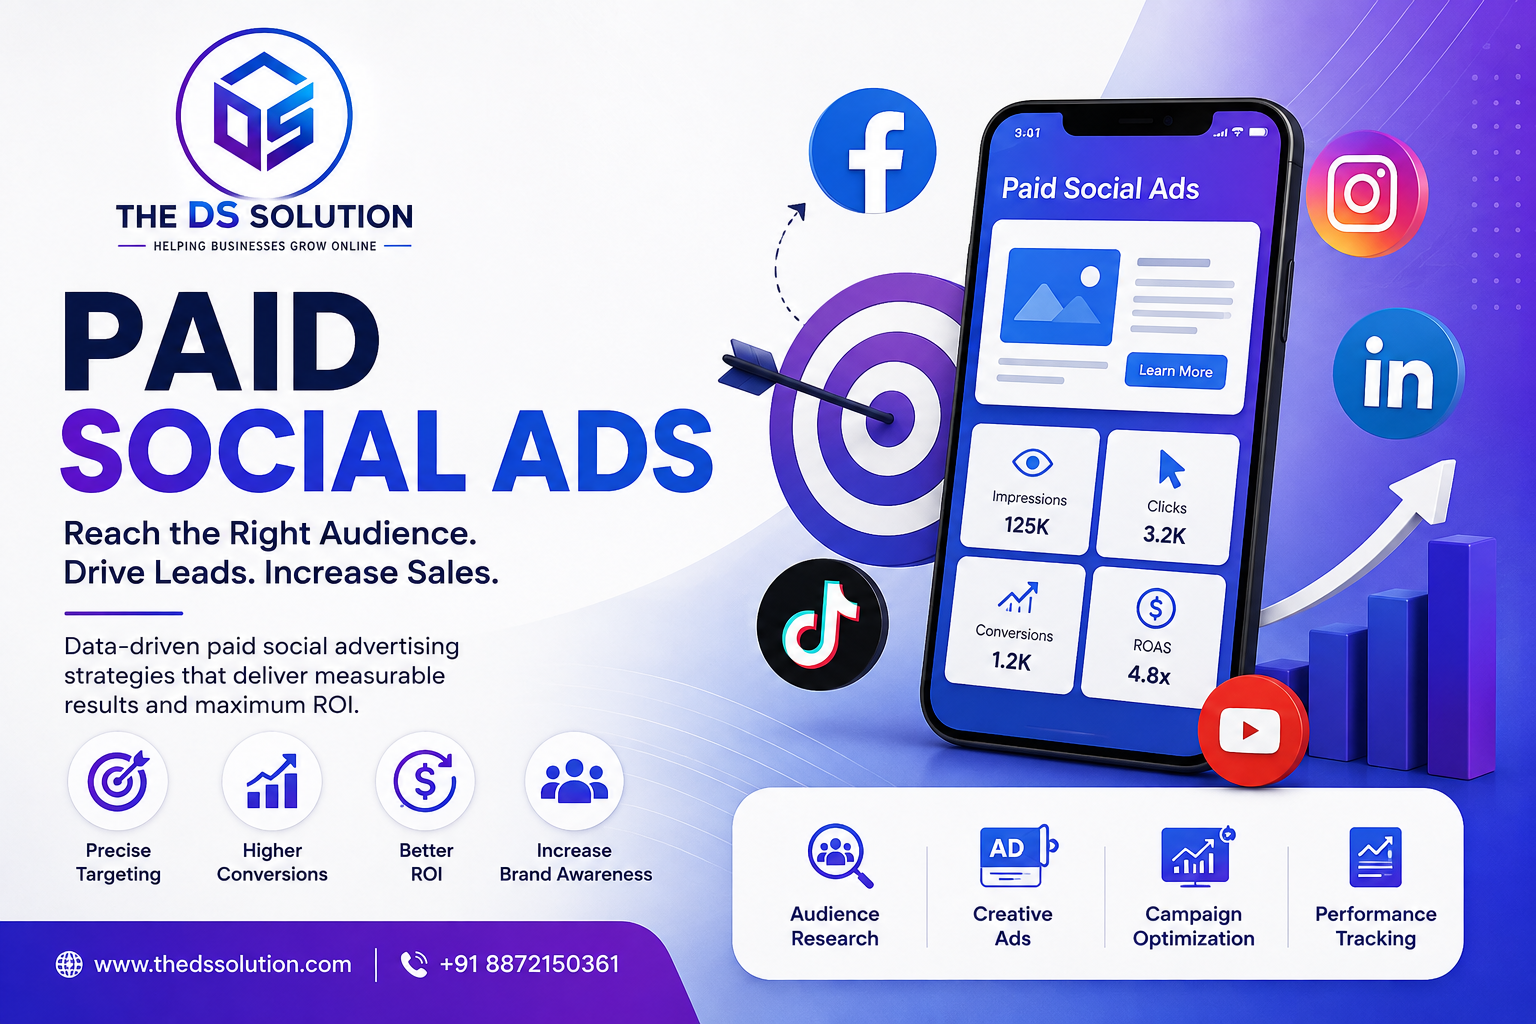 DS
THE DS SOLUTION
HELPING BUSINESSES GROW ONLINE
PAID
SOCIAL ADS
Reach the Right Audience.
Drive Leads. Increase Sales.
Data-driven paid social advertising
strategies that deliver measurable
results and maximum ROI.
Precise
Targeting
Higher
Conversions
$
Better
ROI
Increase
Brand Awareness
www.thedssolution.com
+91 8872150361
f
in
3:01
Paid Social Ads
Learn More
Impressions
125K
Clicks
3.2K
Conversions
1.2K
$
ROAS
4.8x
Audience
Research
AD
Creative
Ads
Campaign
Optimization
Performance
Tracking